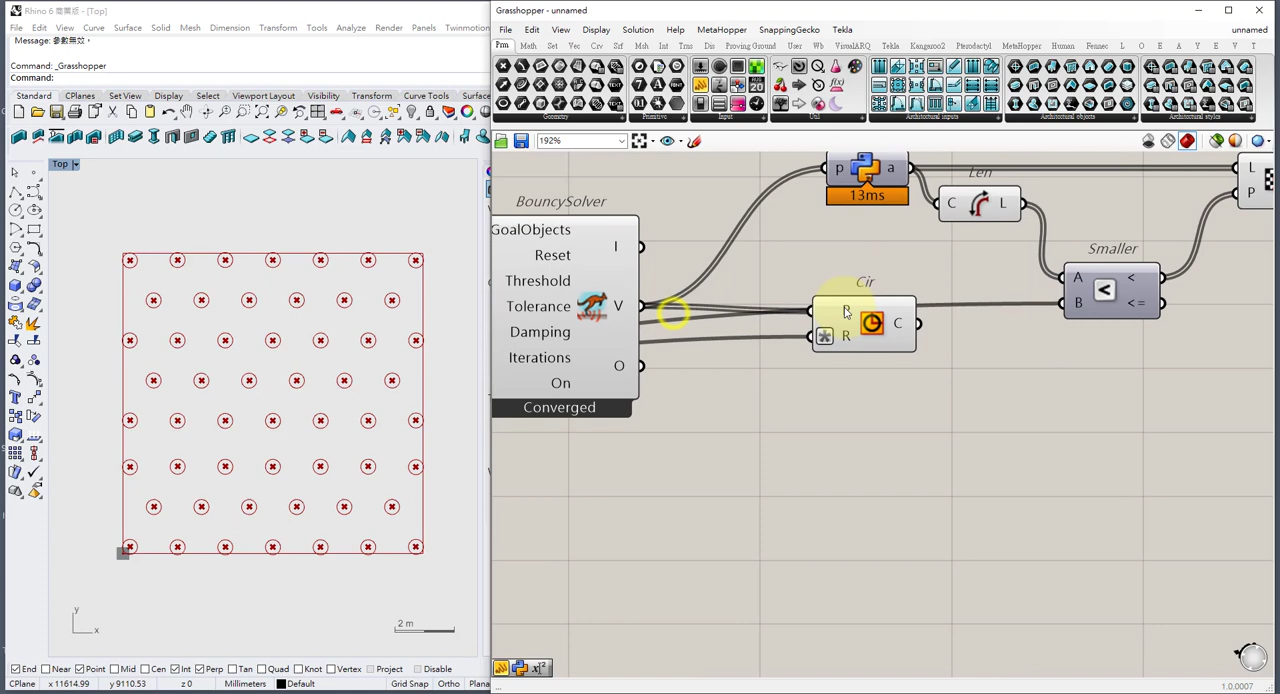 Rhino 6 商業版 - [Top]
File Edit View Curve Surface Solid Mesh Dimension Transform Tools Analyze Render Panels Twinmotion
Message: 參數無效。
Command: _Grasshopper
Command:
Standard CPlanes Set View Display Select Viewport Layout Visibility Transform Curve Tools Surface
Top
y
x
2 m
End Near Point Mid Cen Int Perp Tan Quad Knot Vertex Project Disable
CPlane x 11614.99 y 9110.53 z 0 Millimeters Default Grid Snap Ortho Plana
Grasshopper - unnamed
File Edit View Display Solution Help MetaHopper SnappingGecko Tekla
unnamed
Prm Math Set Vec Crv Srf Msh Int Trns Dis Proving Ground User Wb VisualARQ Tekla Kangaroo2 Pterodactyl MetaHopper Human Fennec L O E A Y E V T
Geometry Primitive Input Util Architectural inputs Architectural objects Architectural styles
192%
p a
13ms
Len
C L
L
P
BouncySolver
GoalObjects
Reset
Threshold
Tolerance
Damping
Iterations
On
I
V
O
Converged
Cir
R C
Smaller
A <
B <=
1.0.0007